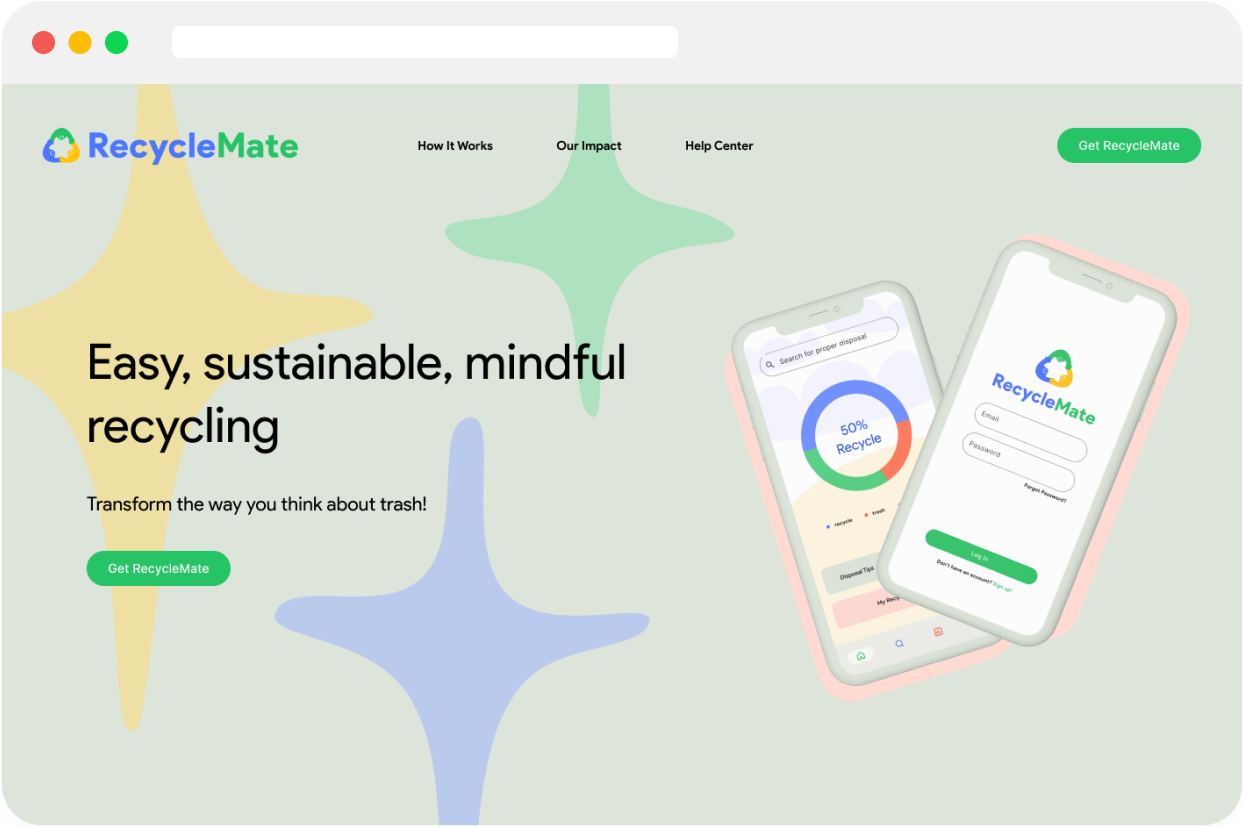 RecycleMate
How It Works
Our Impact
Help Center
Get RecycleMate
Easy, sustainable, mindful
recycling
Transform the way you think about trash!
Get RecycleMate
Search for proper disposal
50%
Recycle
recycle
trash
Disposal Tips
My Recy
RecycleMate
Email
Password
Forgot Password?
Log in
Don't have an account? Sign up!